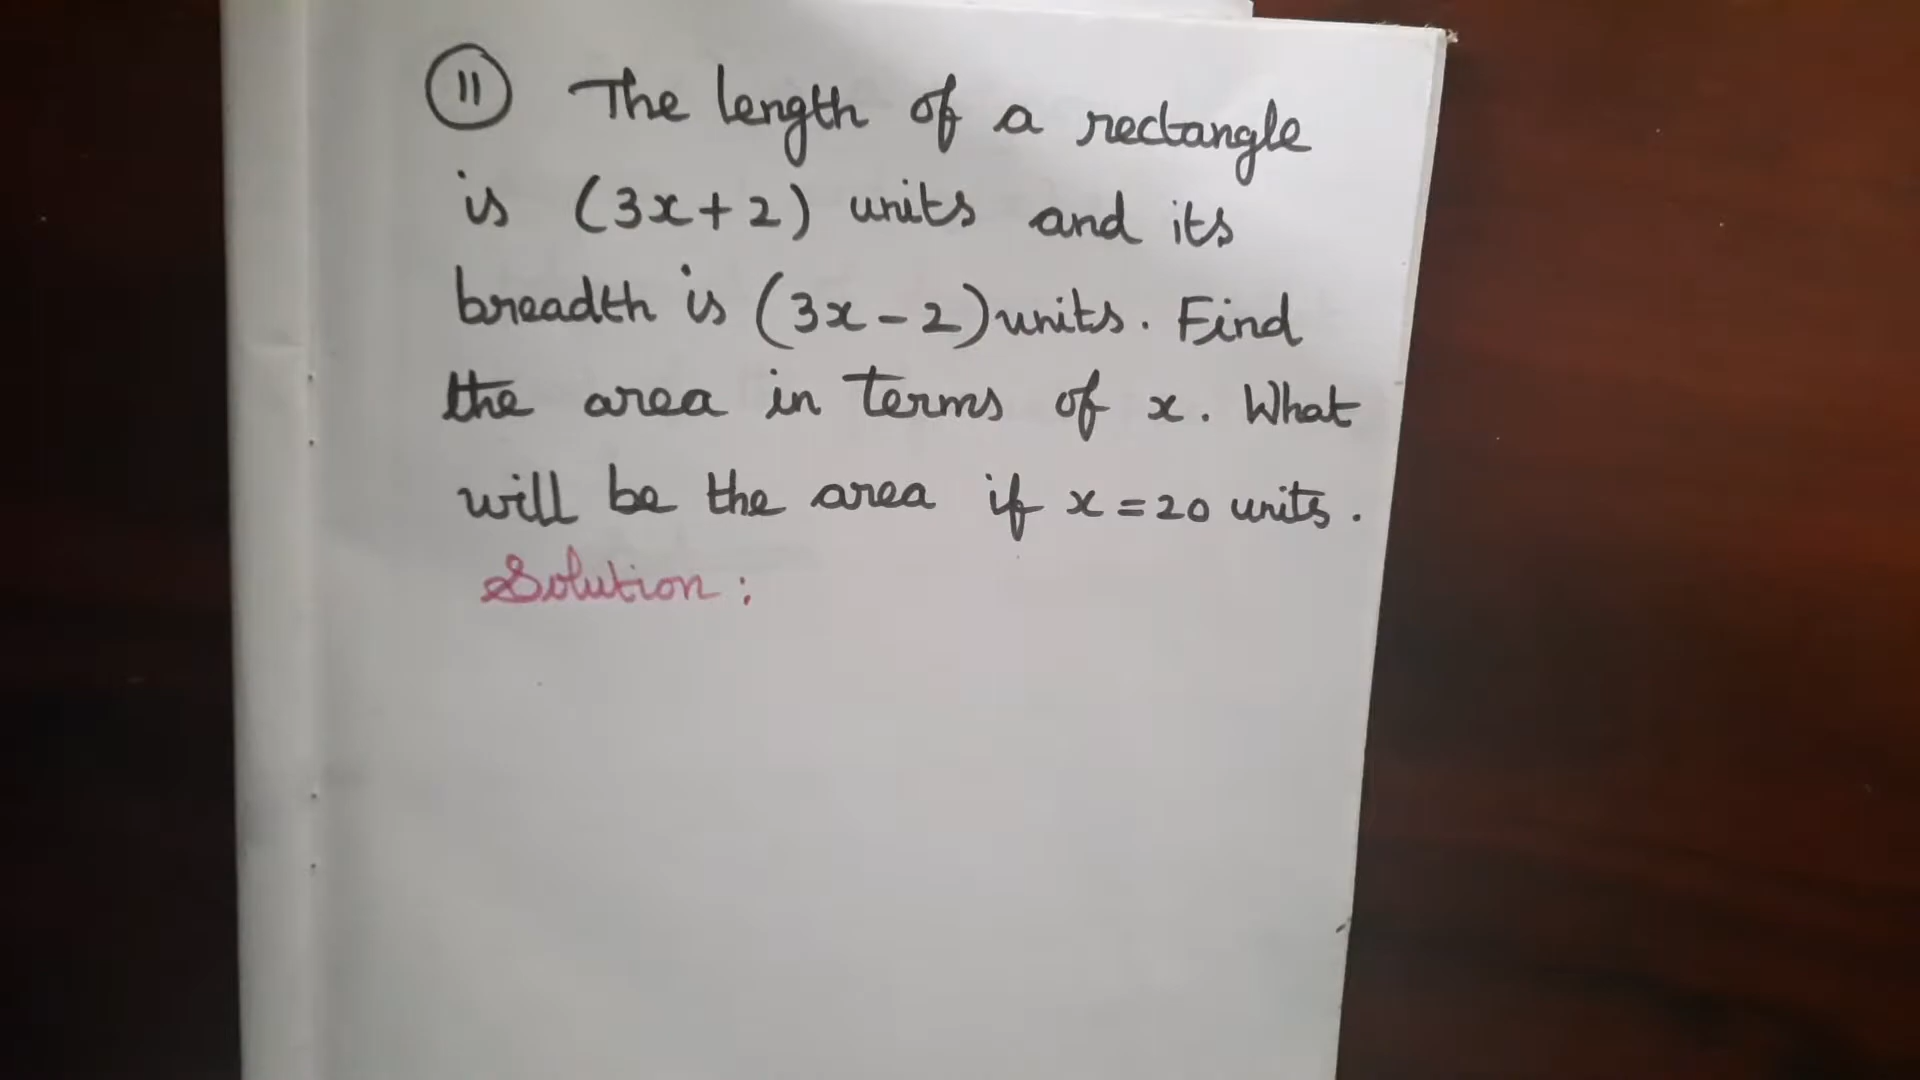 11 The length of a rectangle
is (3x+2) units and its
breadth is (3x-2) units. Find
the area in terms of x. What
will be the area if x = 20 units.
Solution :